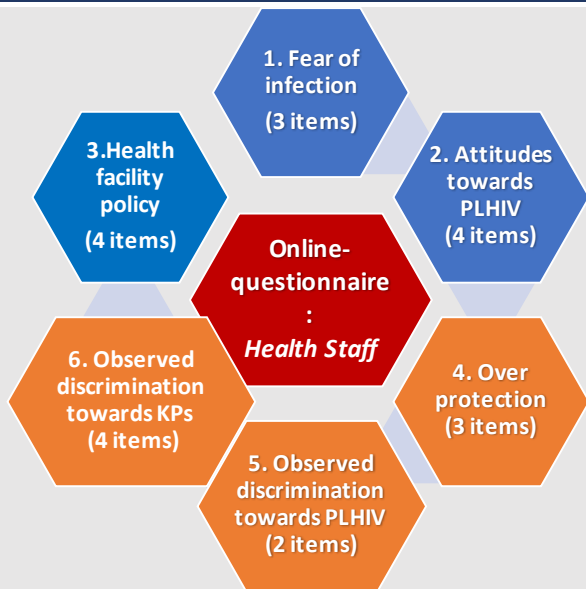 1. Fear of
infection
(3 items)
2. Attitudes
towards
PLHIV
(4 items)
3.Health
facility
policy
(4 items)
Online-
questionnaire
:
Health Staff
4. Over
protection
(3 items)
6. Observed
discrimination
towards KPs
(4 items)
5. Observed
discrimination
towards PLHIV
(2 items)